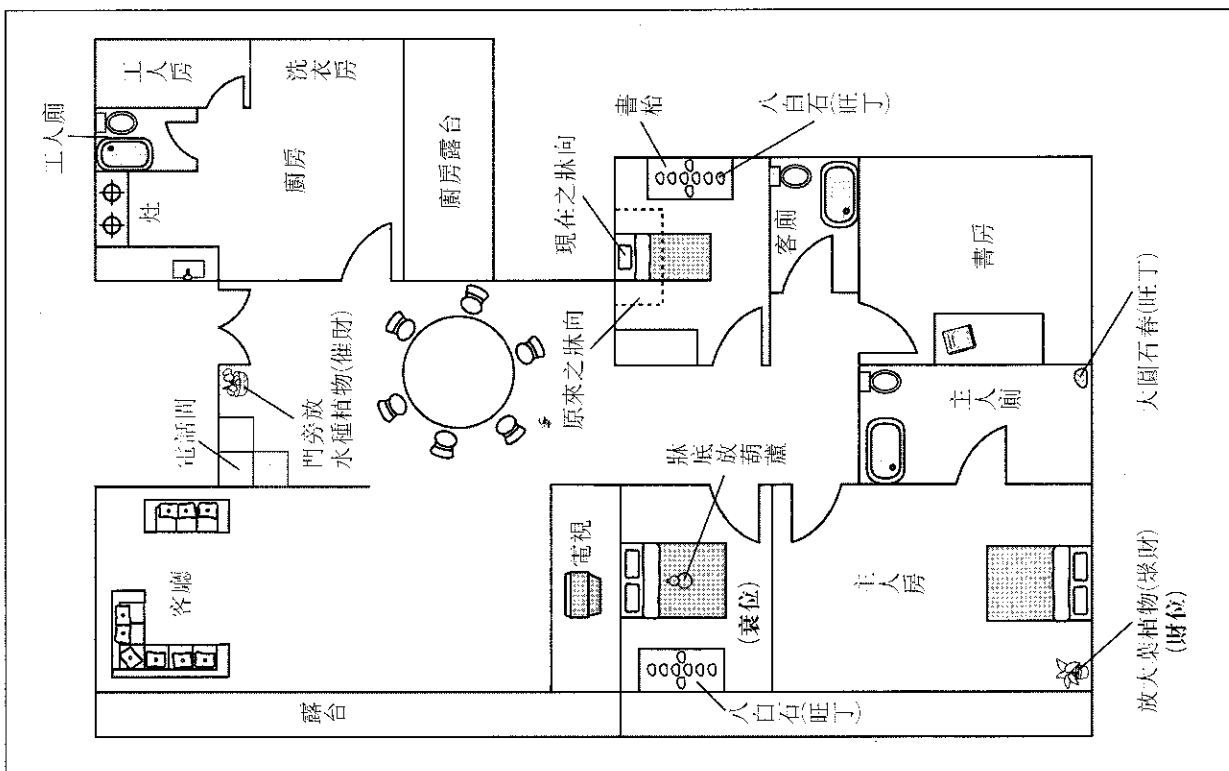 工人廁
工人房
洗衣房
廚房
灶
廚房露台
書枱
八白石(旺丁)
現在之牀向
原來之牀向
客廁
書房
電話間
門旁放
水種植物(催財)
客廳
電視
牀底放葫蘆
(衰位)
主人廁
大圓石春(旺丁)
主人房
露台
八白石(旺丁)
放大葉植物(聚財)
(財位)